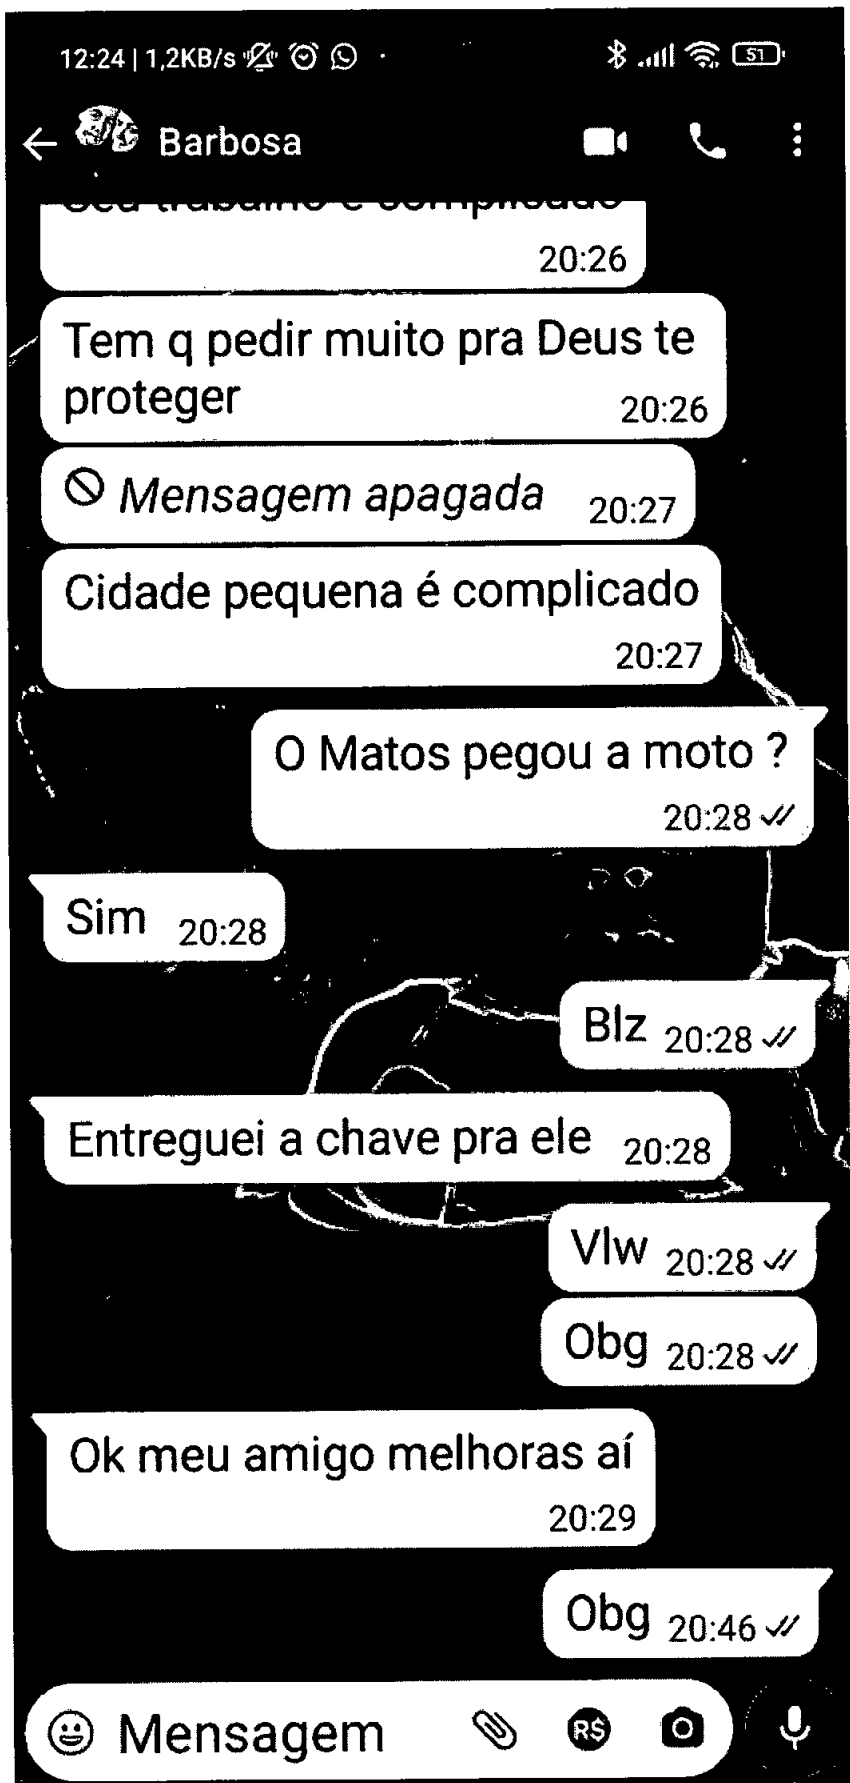 12:24 | 1,2KB/s
51
Barbosa
Seu trabalho é complicado
20:26
Tem q pedir muito pra Deus te
proteger 20:26
Mensagem apagada 20:27
Cidade pequena é complicado
20:27
O Matos pegou a moto ?
20:28
Sim 20:28
Blz 20:28
Entreguei a chave pra ele 20:28
Vlw 20:28
Obg 20:28
Ok meu amigo melhoras aí
20:29
Obg 20:46
Mensagem R$